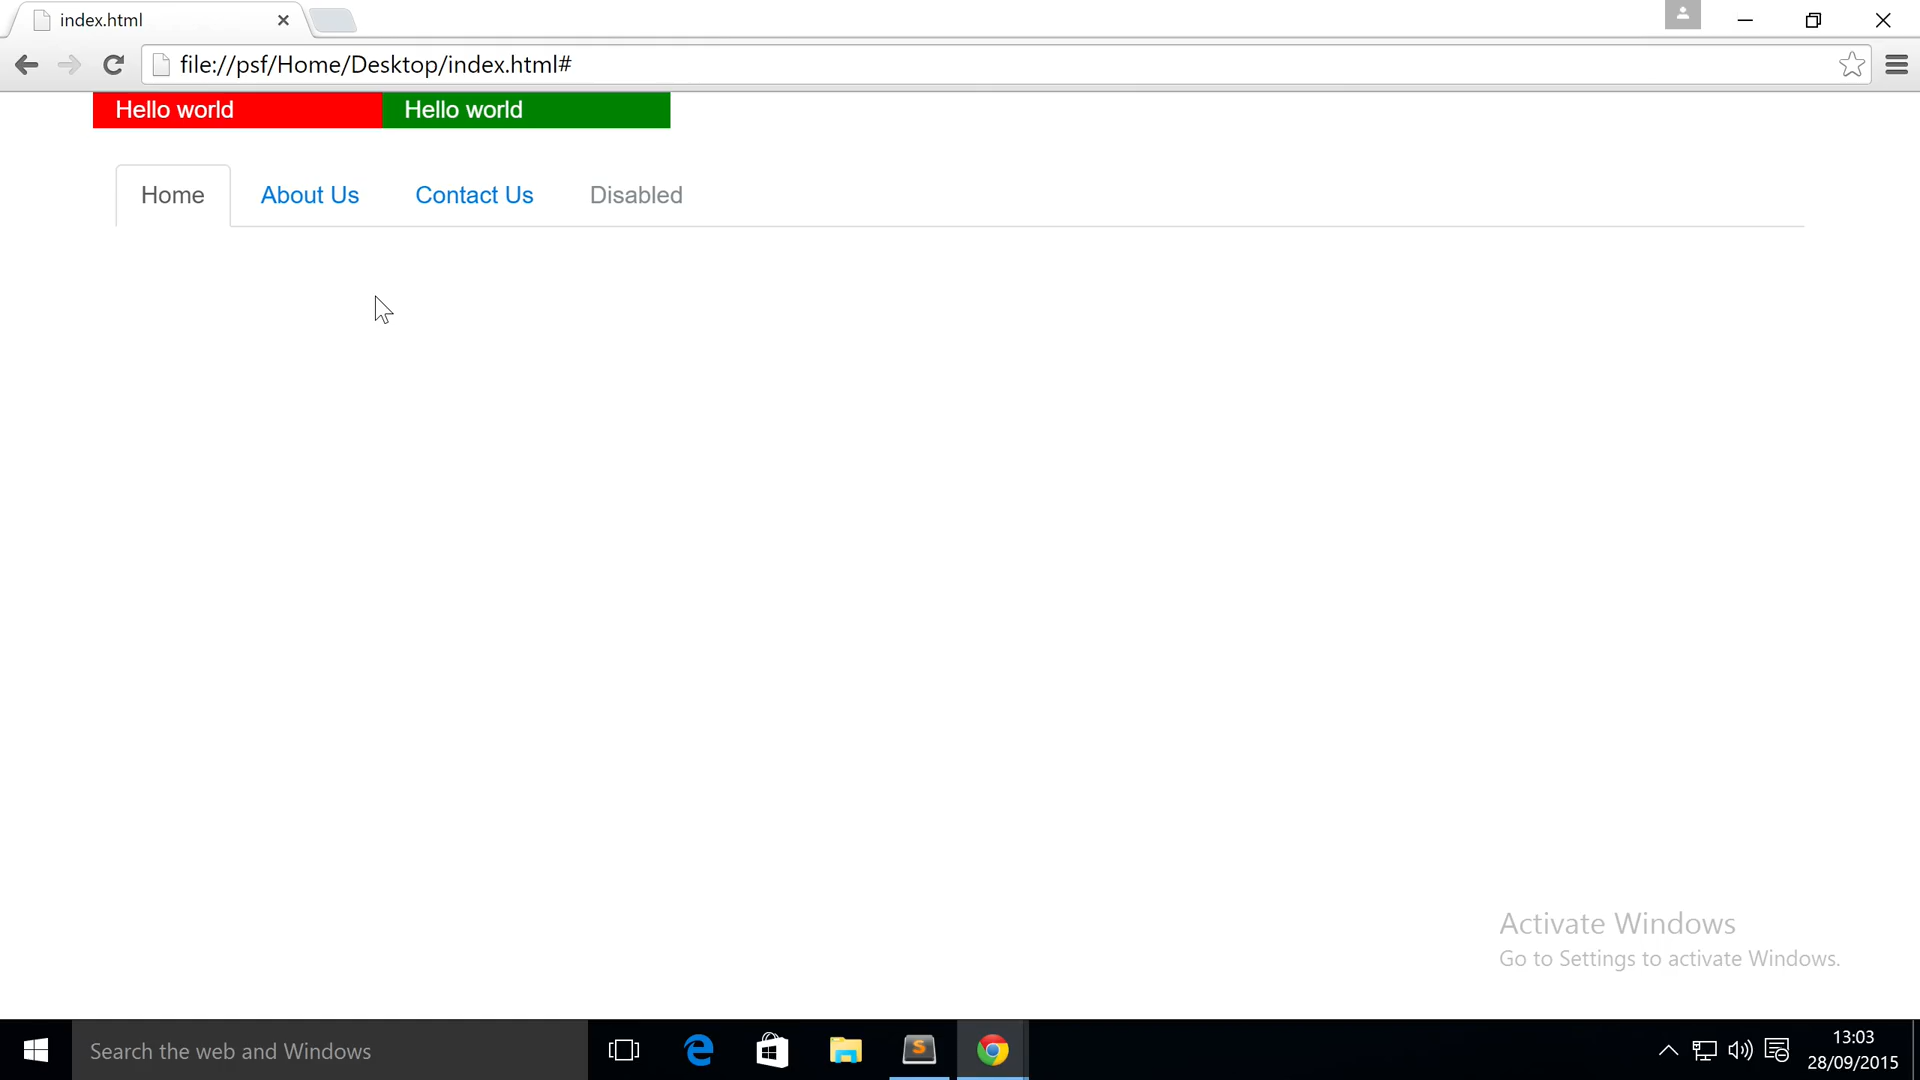 index.html
file://psf/Home/Desktop/index.html#
Hello world Hello world
Home About Us Contact Us Disabled
Activate Windows
Go to Settings to activate Windows.
Search the web and Windows
13:03
28/09/2015